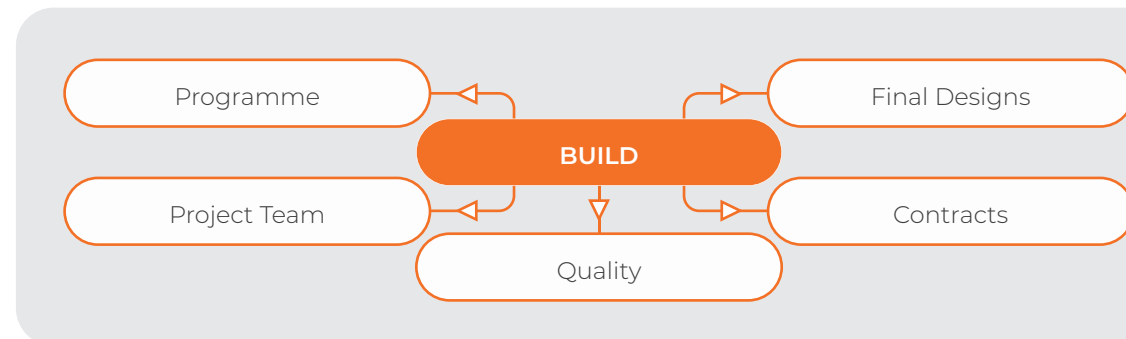 Programme
Final Designs
BUILD
Project Team
Contracts
Quality